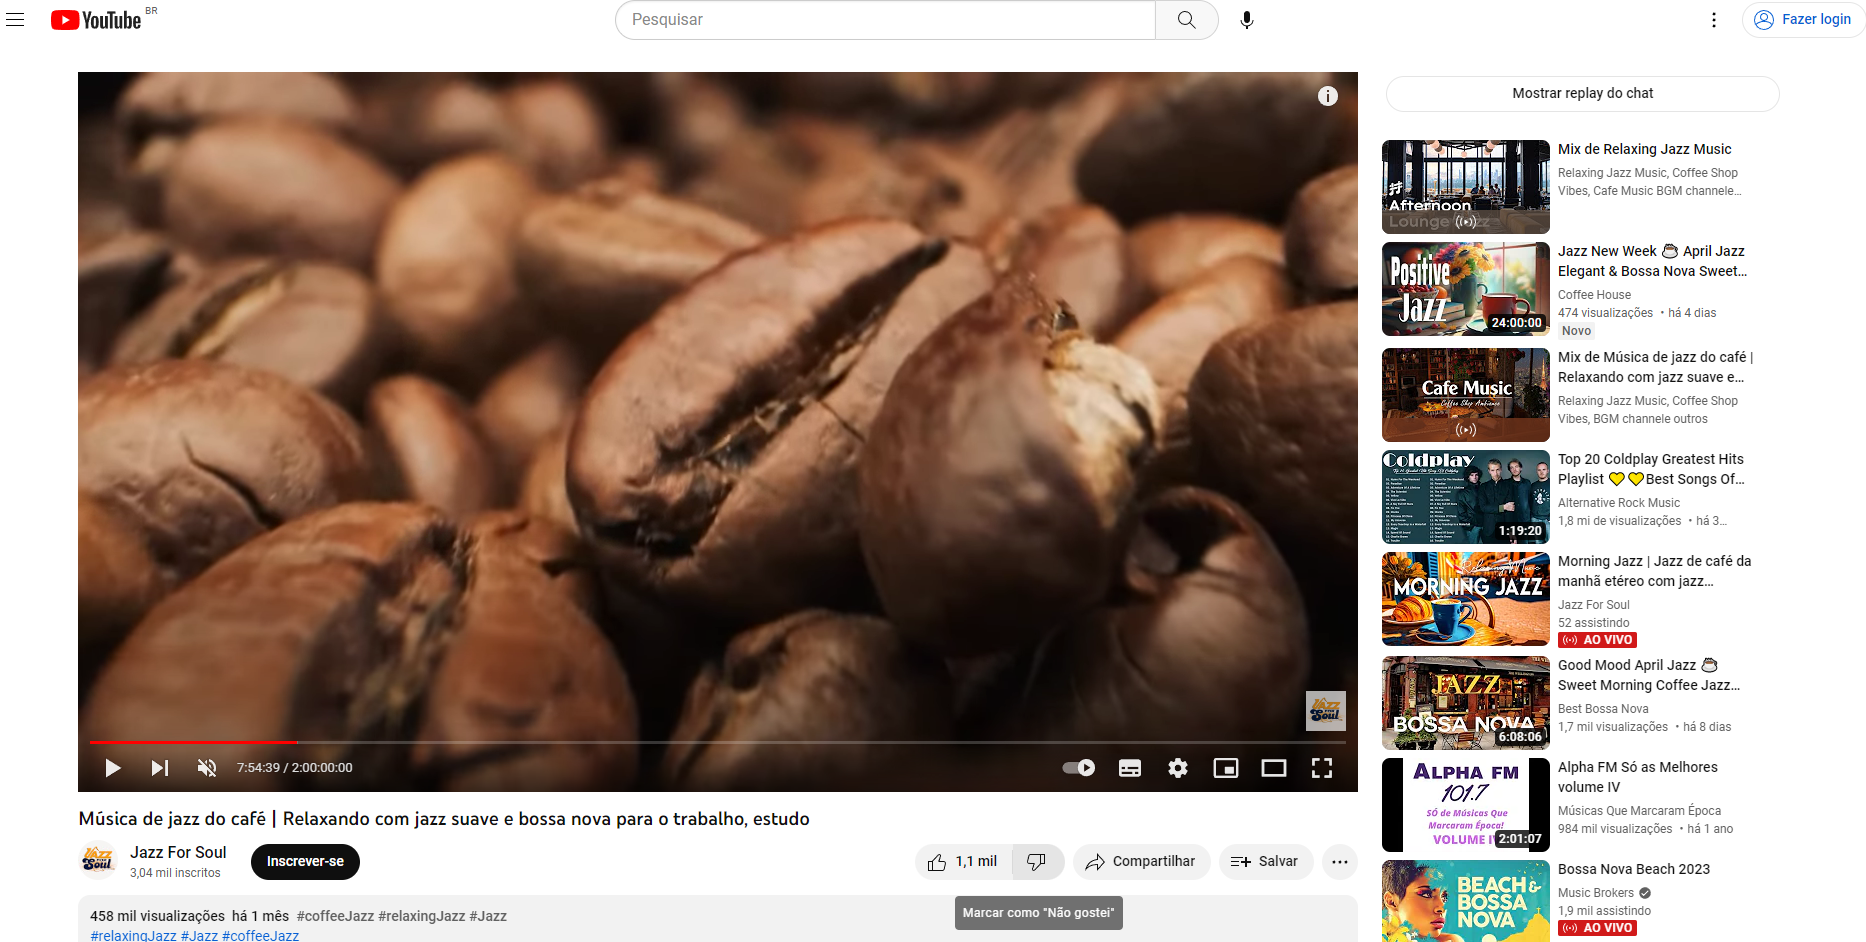 YouTube BR
Pesquisar
Fazer login
Mostrar replay do chat
Afternoon
Lounge Jazz
Mix de Relaxing Jazz Music
Relaxing Jazz Music, Coffee Shop
Vibes, Cafe Music BGM channele...
Positive
Jazz
24:00:00
Jazz New Week ☕ April Jazz
Elegant & Bossa Nova Sweet...
Coffee House
474 visualizações • há 4 dias
Novo
Cafe Music
Coffee Shop Ambience
Mix de Música de jazz do café |
Relaxando com jazz suave e...
Relaxing Jazz Music, Coffee Shop
Vibes, BGM channele outros
Coldplay
1:19:20
Top 20 Coldplay Greatest Hits
Playlist 💛💛Best Songs Of...
Alternative Rock Music
1,8 mi de visualizações • há 3...
Relaxing Music
MORNING JAZZ
Morning Jazz | Jazz de café da
manhã etéreo com jazz...
Jazz For Soul
52 assistindo
AO VIVO
JAZZ
BOSSA NOVA
6:08:06
Good Mood April Jazz ☕
Sweet Morning Coffee Jazz...
Best Bossa Nova
1,7 mil visualizações • há 8 dias
ALPHA FM
101.7
SÓ de Músicas Que
Marcaram Época!
VOLUME IV
2:01:07
Alpha FM Só as Melhores
volume IV
Músicas Que Marcaram Época
984 mil visualizações • há 1 ano
BEACH &
BOSSA
NOVA
Bossa Nova Beach 2023
Music Brokers
1,9 mil assistindo
AO VIVO
JAZZ
FOR
Soul
7:54:39 / 2:00:00:00
Música de jazz do café | Relaxando com jazz suave e bossa nova para o trabalho, estudo
JAZZ
FOR
Soul
Jazz For Soul
3,04 mil inscritos
Inscrever-se
1,1 mil
Compartilhar
Salvar
Marcar como "Não gostei"
458 mil visualizações há 1 mês #coffeeJazz #relaxingJazz #Jazz
#relaxingJazz #Jazz #coffeeJazz